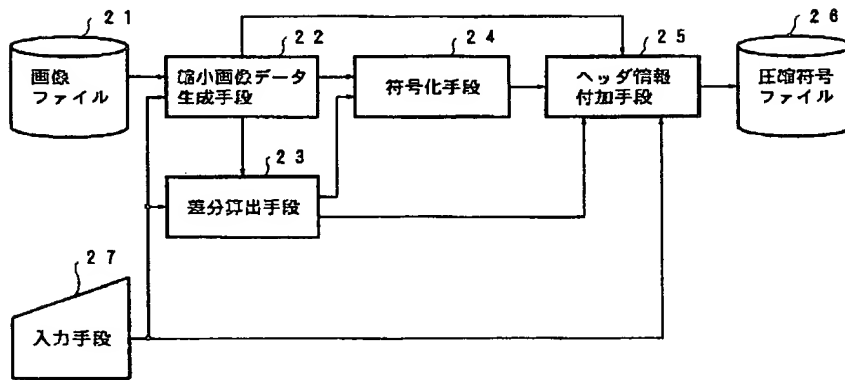 21
画像
ファイル
22
縮小画像データ
生成手段
24
符号化手段
25
ヘッダ情報
付加手段
26
圧縮符号
ファイル
23
差分算出手段
27
入力手段